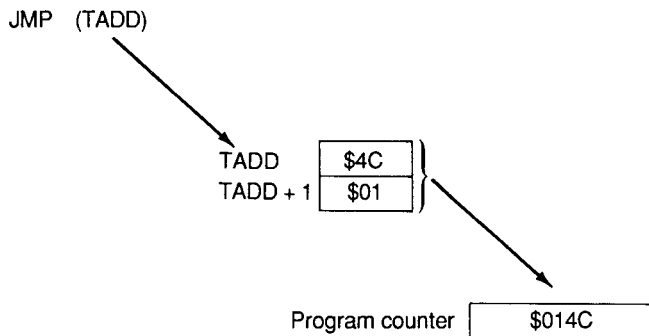 JMP (TADD)
TADD $4C
TADD + 1 $01
Program counter $014C